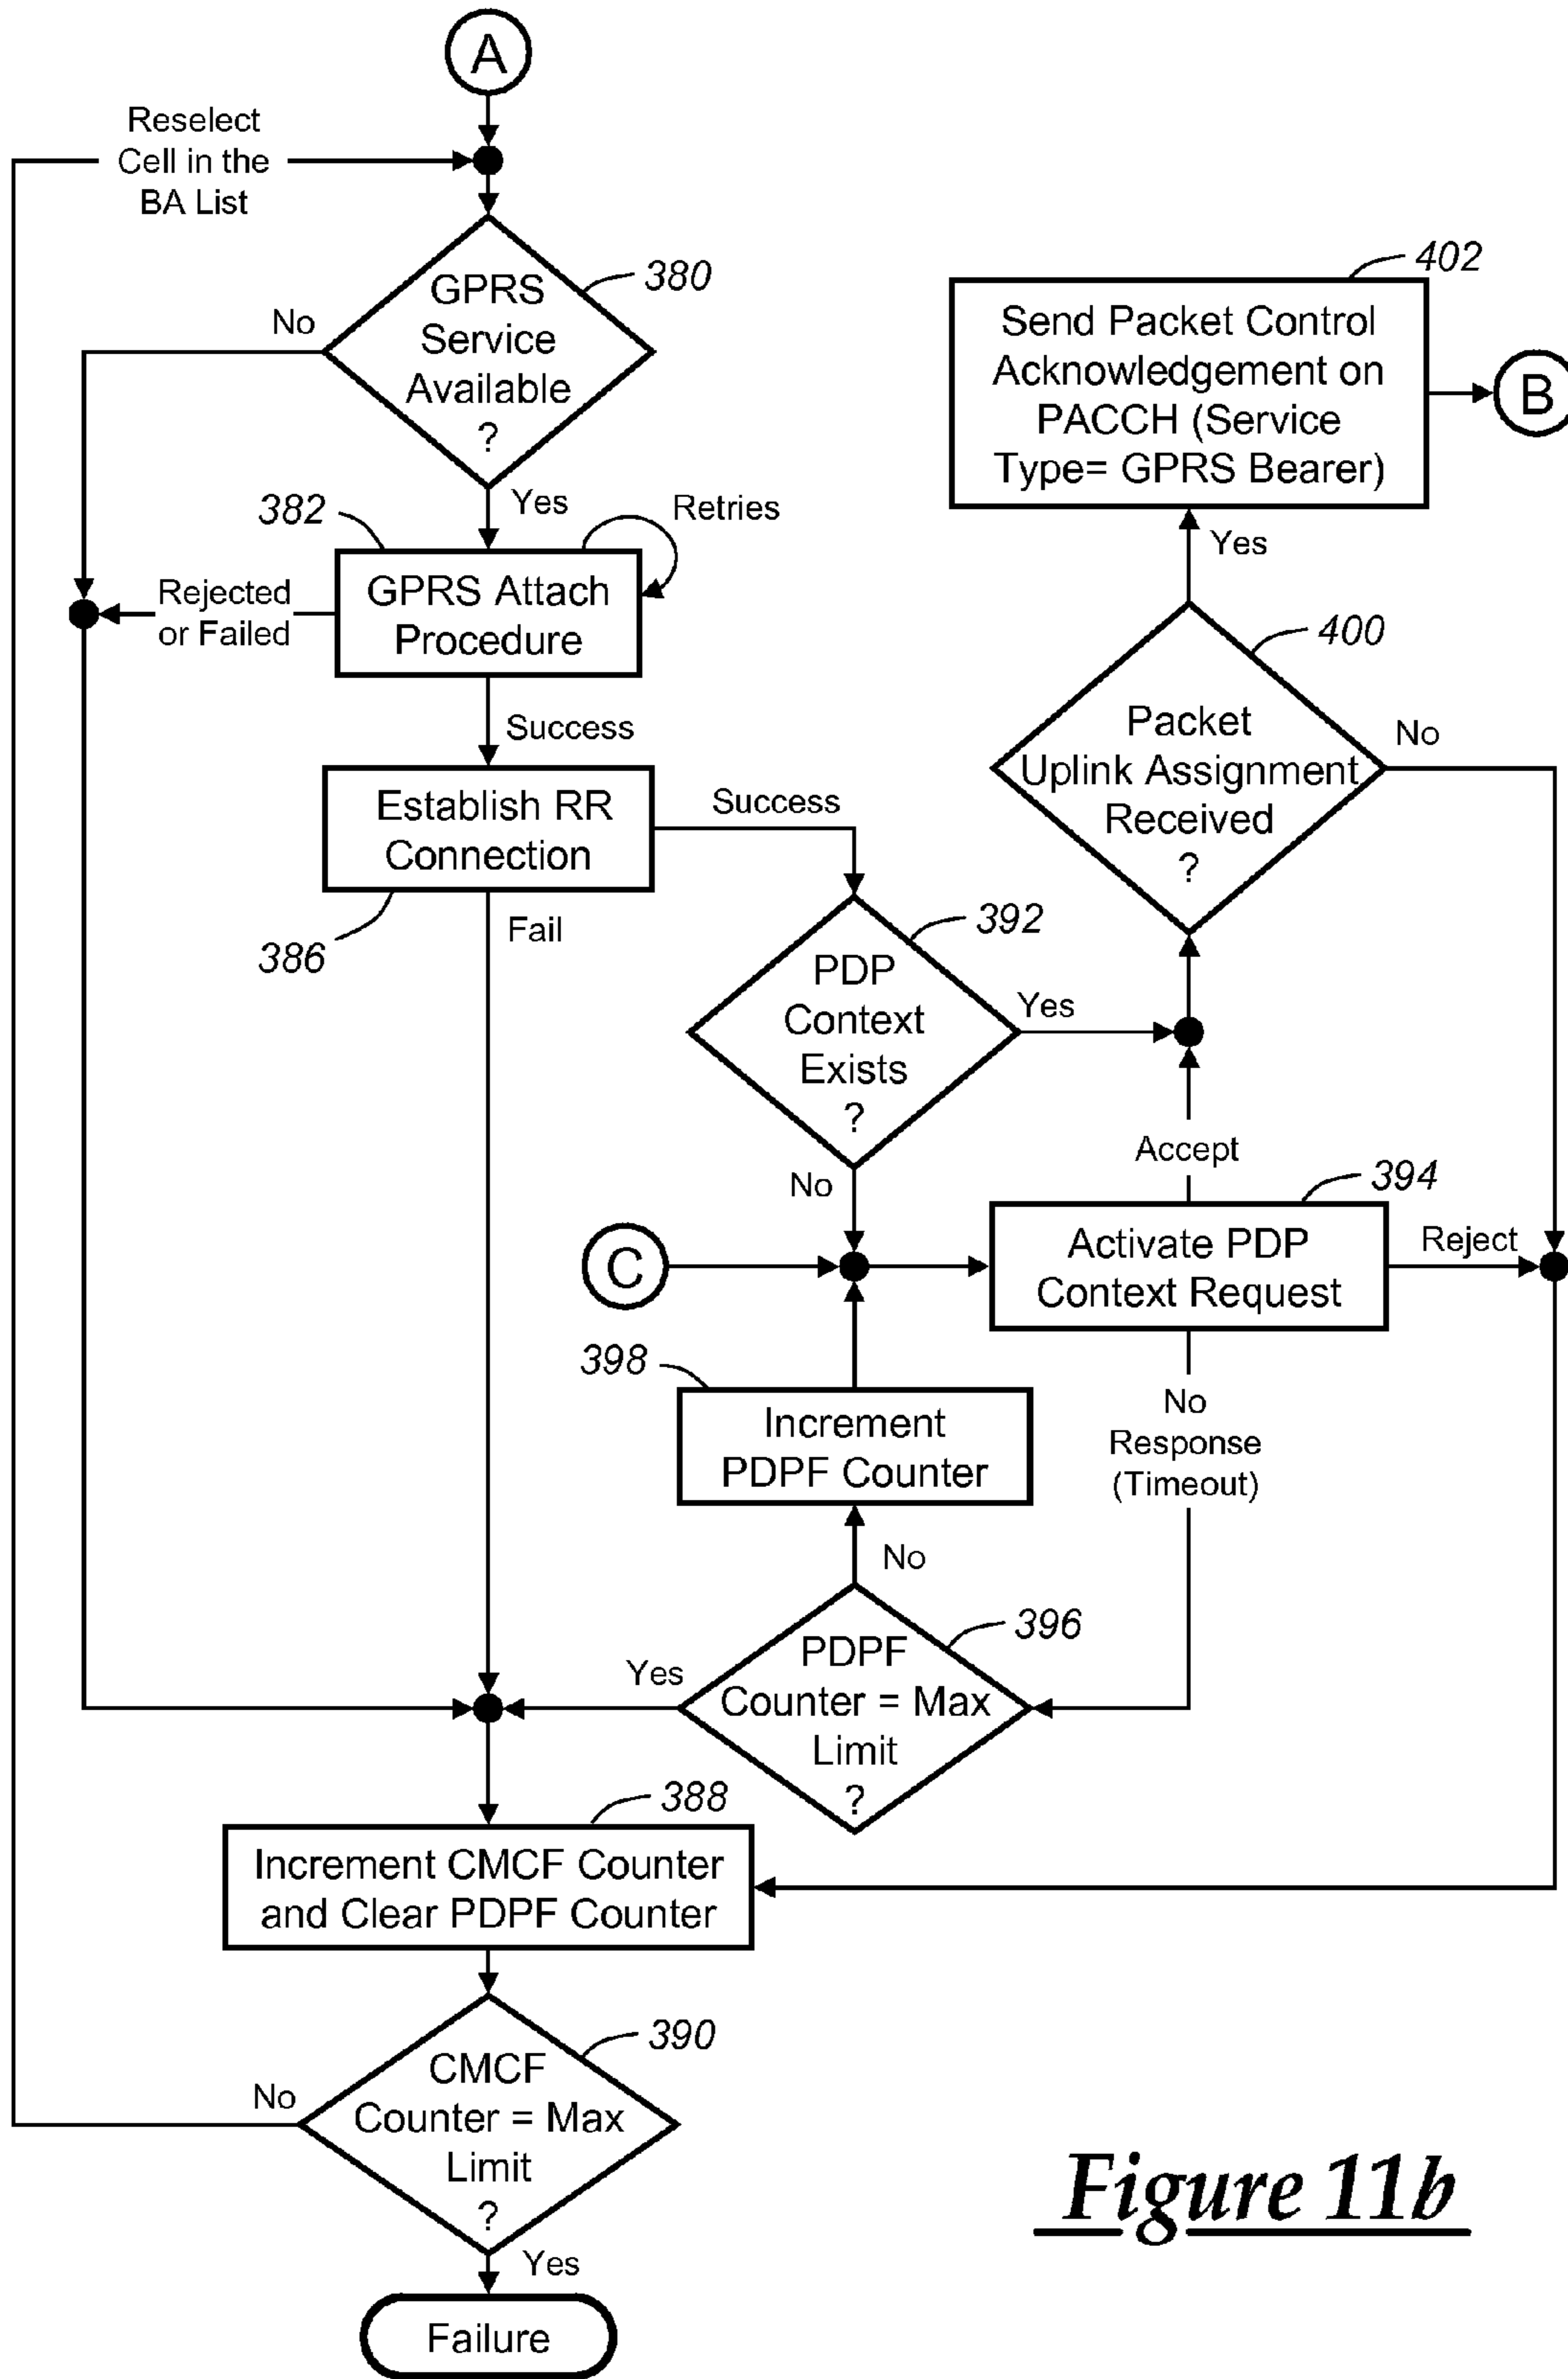 A
Reselect
Cell in the
BA List
GPRS
Service
Available
?
380
No
Yes
382
Retries
GPRS Attach
Procedure
Rejected
or Failed
Success
Establish RR
Connection
386
Success
Fail
PDP
Context
Exists
?
392
Yes
No
402
Send Packet Control
Acknowledgement on
PACCH (Service
Type= GPRS Bearer)
B
Yes
400
Packet
Uplink Assignment
Received
?
No
Accept
394
C
Activate PDP
Context Request
Reject
398
Increment
PDPF Counter
No
Response
(Timeout)
No
396
PDPF
Counter = Max
Limit
?
Yes
388
Increment CMCF Counter
and Clear PDPF Counter
390
CMCF
Counter = Max
Limit
?
No
Yes
Failure
Figure 11b